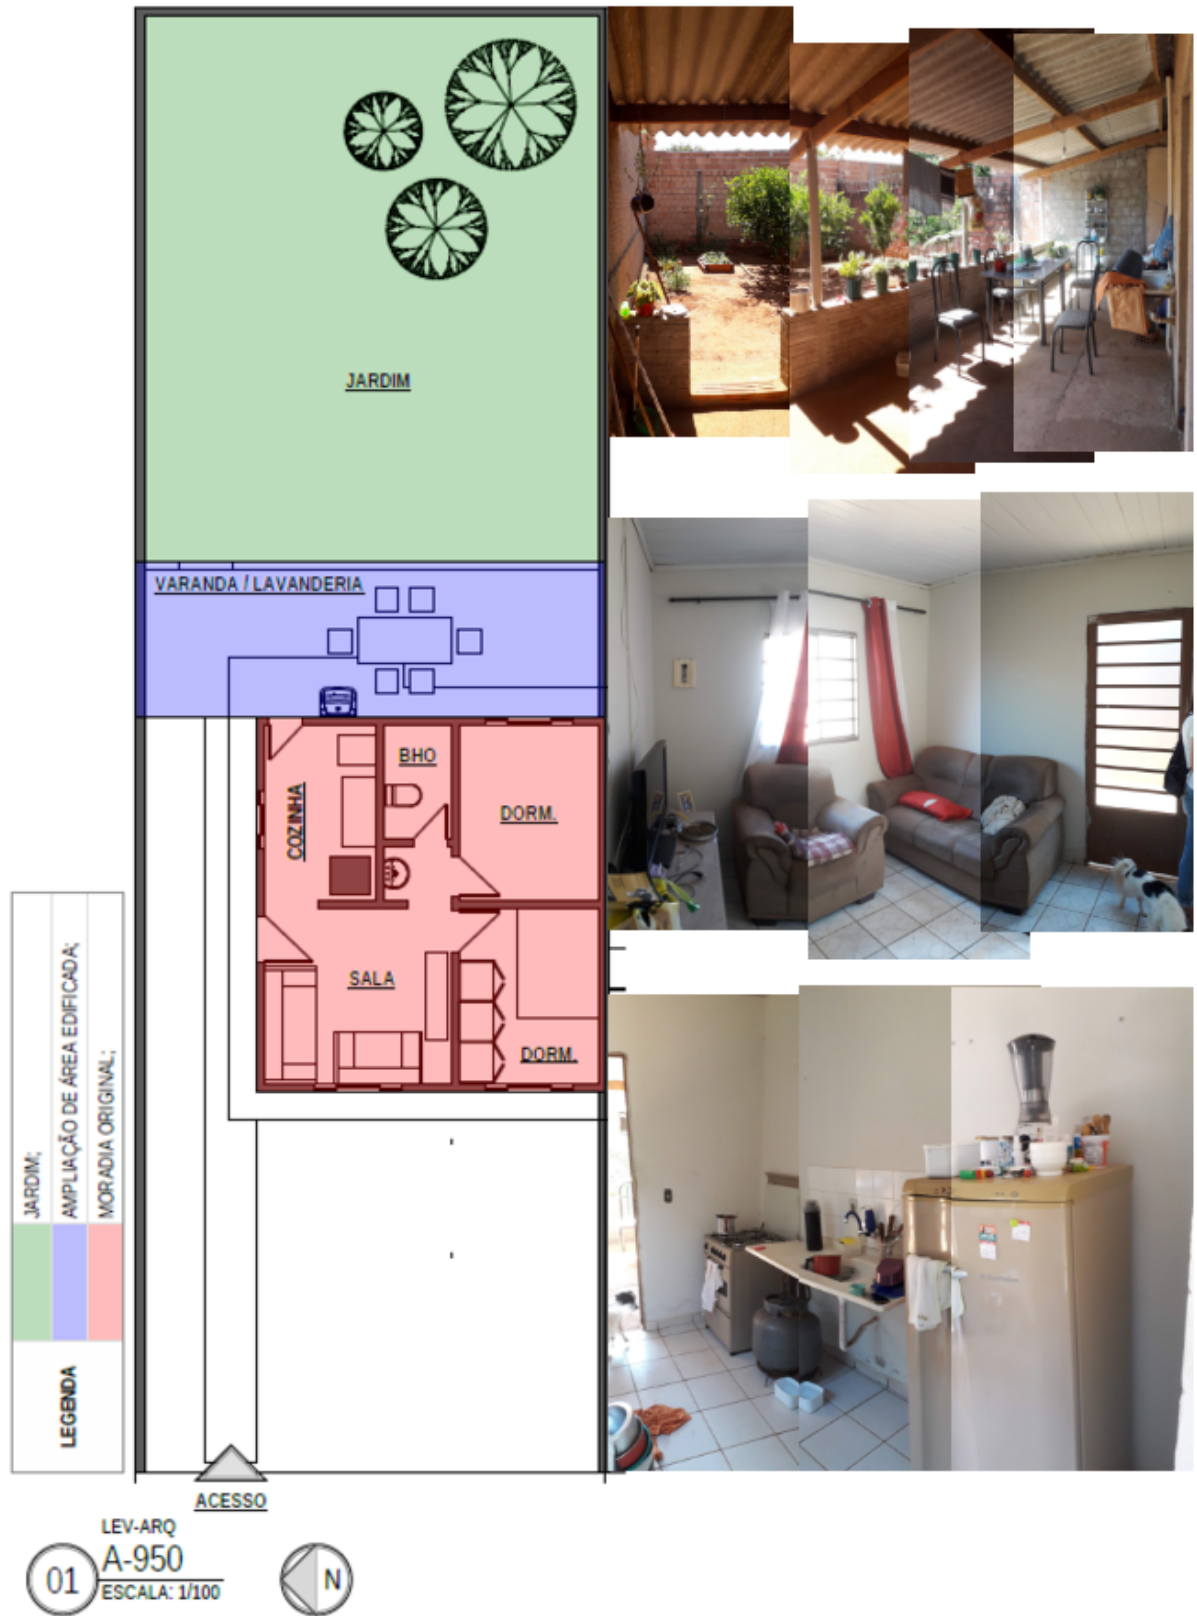 JARDIM
VARANDA / LAVANDERIA
BHO
COZINHA
DORM.
SALA
DORM.
LEGENDA
JARDIM;
AMPLIAÇÃO DE ÁREA EDIFICADA;
MORADIA ORIGINAL;
ACESSO
LEV-ARQ
01
A-950
ESCALA: 1/100
N